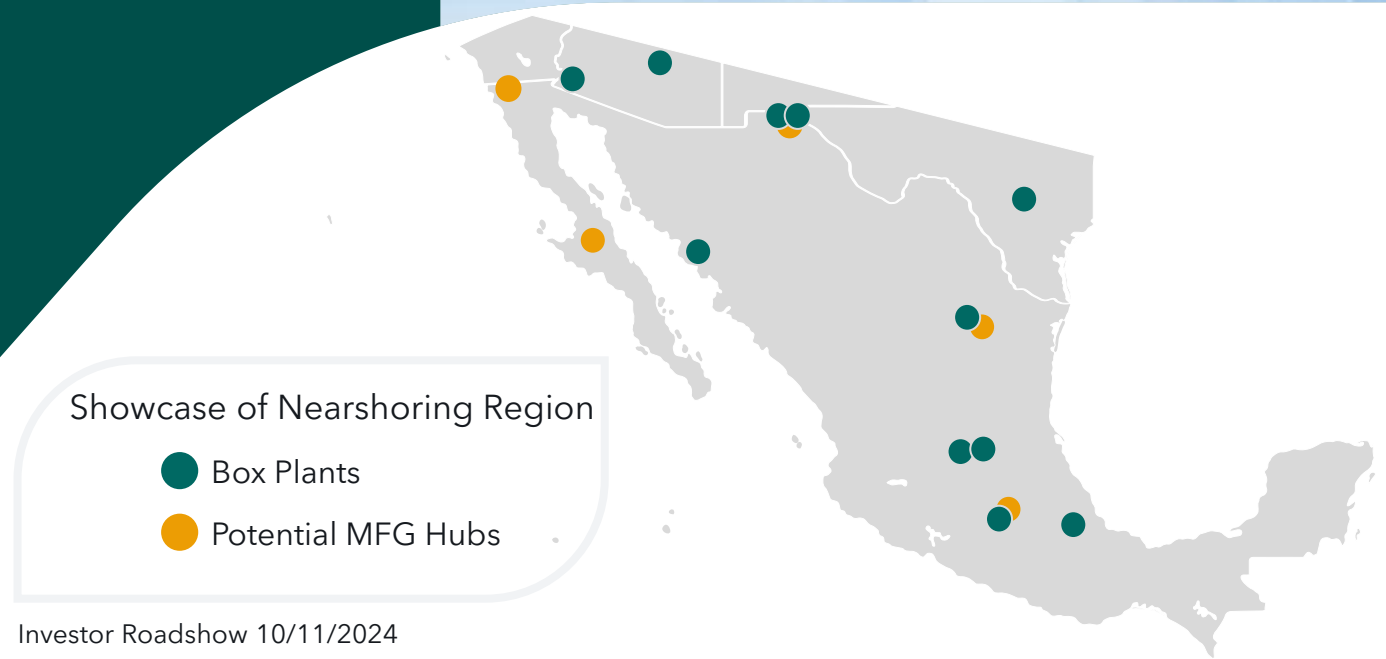 Showcase of Nearshoring Region
Box Plants
Potential MFG Hubs
Investor Roadshow 10/11/2024